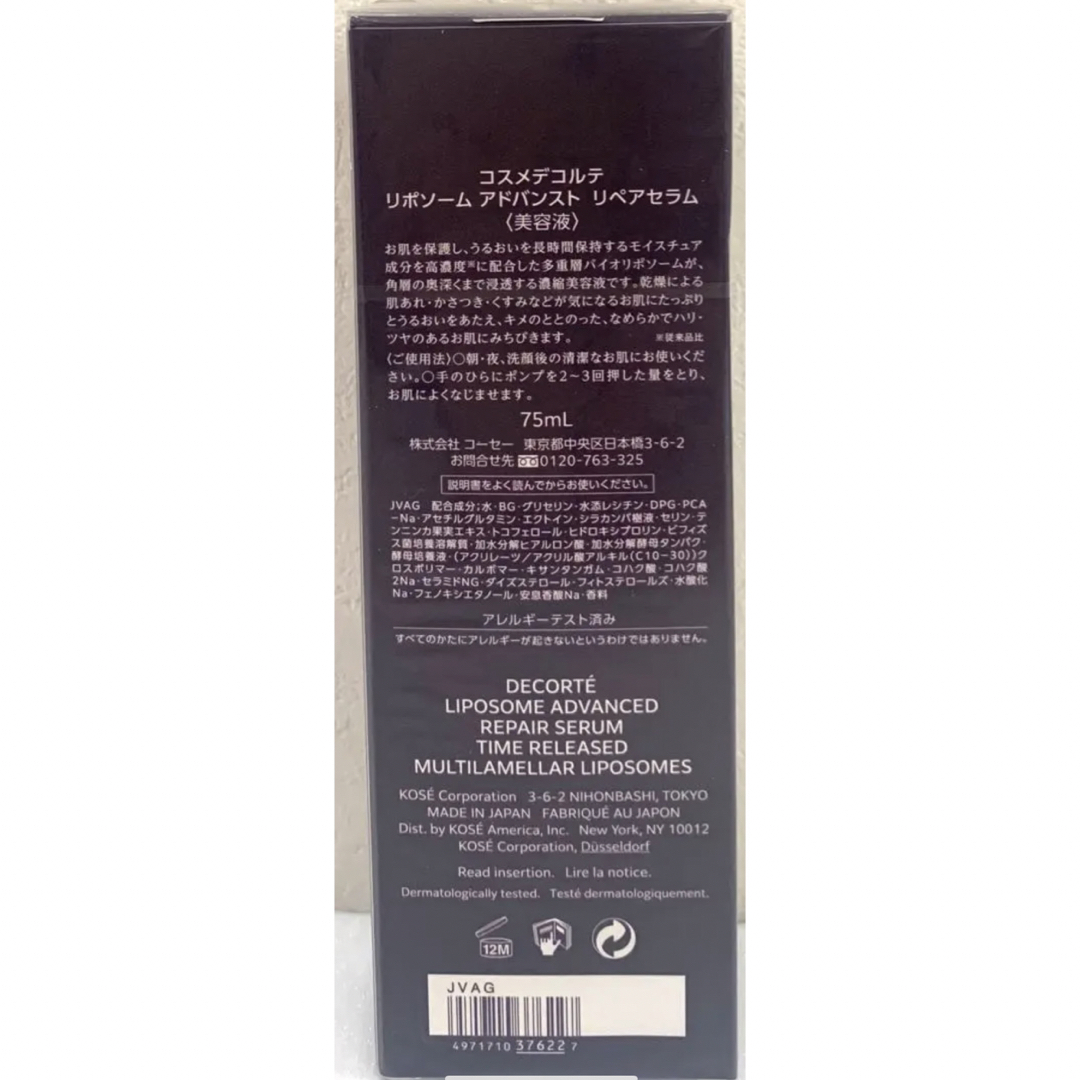 コスメデコルテ
リポソーム アドバンスト リペアセラム
〈美容液〉
お肌を保護し、うるおいを長時間保持するモイスチュア
成分を高濃度※に配合した多重層バイオリポソームが、
角層の奥深くまで浸透する濃縮美容液です。乾燥による
肌あれ・かさつき・くすみなどが気になるお肌にたっぷり
とうるおいをあたえ、キメのととのった、なめらかでハリ・
ツヤのあるお肌にみちびきます。 ※従来品比
〈ご使用法〉○朝・夜、洗顔後の清潔なお肌にお使いくだ
さい。○手のひらにポンプを2〜3回押した量をとり、
お肌によくなじませます。
75mL
株式会社 コーセー 東京都中央区日本橋3-6-2
お問合せ先 0120-763-325
説明書をよく読んでからお使いください。
JVAG 配合成分;水・BG・グリセリン・水添レシチン・DPG・PCA
-Na・アセチルグルタミン・エクトイン・シラカンバ樹液・セリン・テ
ンニンカ果実エキス・トコフェロール・ヒドロキシプロリン・ビフィズ
ス菌培養溶解質・加水分解ヒアルロン酸・加水分解酵母タンパク・
酵母培養液・(アクリレーツ/アクリル酸アルキル(C10-30))ク
ロスポリマー・カルボマー・キサンタンガム・コハク酸・コハク酸
2Na・セラミドNG・ダイズステロール・フィトステロールズ・水酸化
Na・フェノキシエタノール・安息香酸Na・香料
アレルギーテスト済み
すべてのかたにアレルギーが起きないというわけではありません。
DECORTÉ
LIPOSOME ADVANCED
REPAIR SERUM
TIME RELEASED
MULTILAMELLAR LIPOSOMES
KOSÉ Corporation 3-6-2 NIHONBASHI, TOKYO
MADE IN JAPAN FABRIQUÉ AU JAPON
Dist. by KOSÉ America, Inc. New York, NY 10012
KOSÉ Corporation, Düsseldorf
Read insertion. Lire la notice.
Dermatologically tested. Testé dermatologiquement.
12M
JVAG
4971710 37622 7